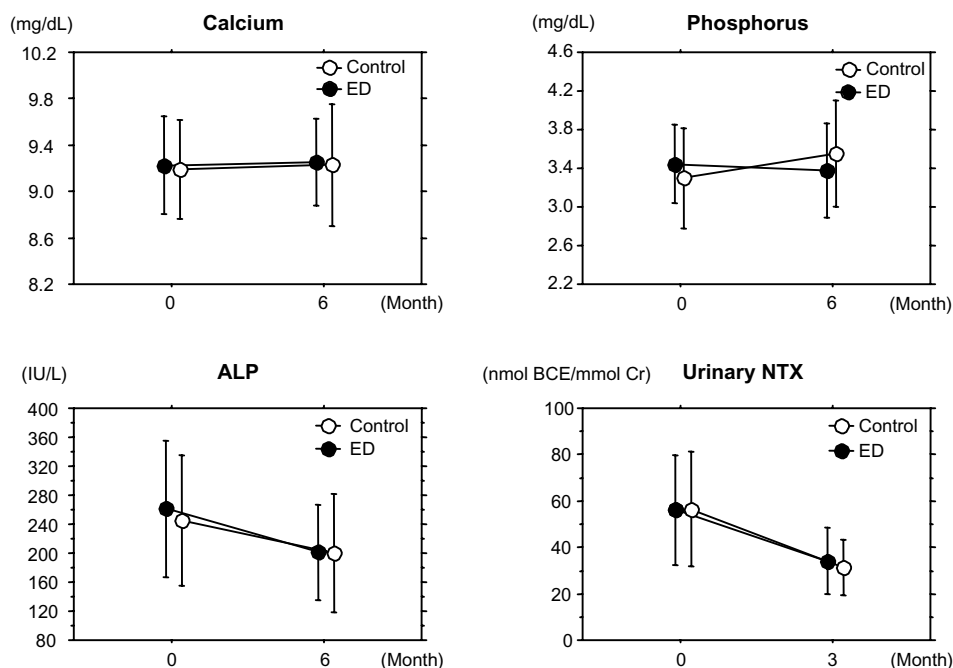 (mg/dL) Calcium
10.2
9.8
9.4
9.0
8.6
8.2
Control
ED
0 6 (Month)
(mg/dL) Phosphorus
4.6
4.2
3.8
3.4
3.0
2.6
2.2
Control
ED
0 6 (Month)
(IU/L) ALP
400
360
320
280
240
200
160
120
80
Control
ED
0 6 (Month)
(nmol BCE/mmol Cr) Urinary NTX
100
80
60
40
20
0
Control
ED
0 3 (Month)